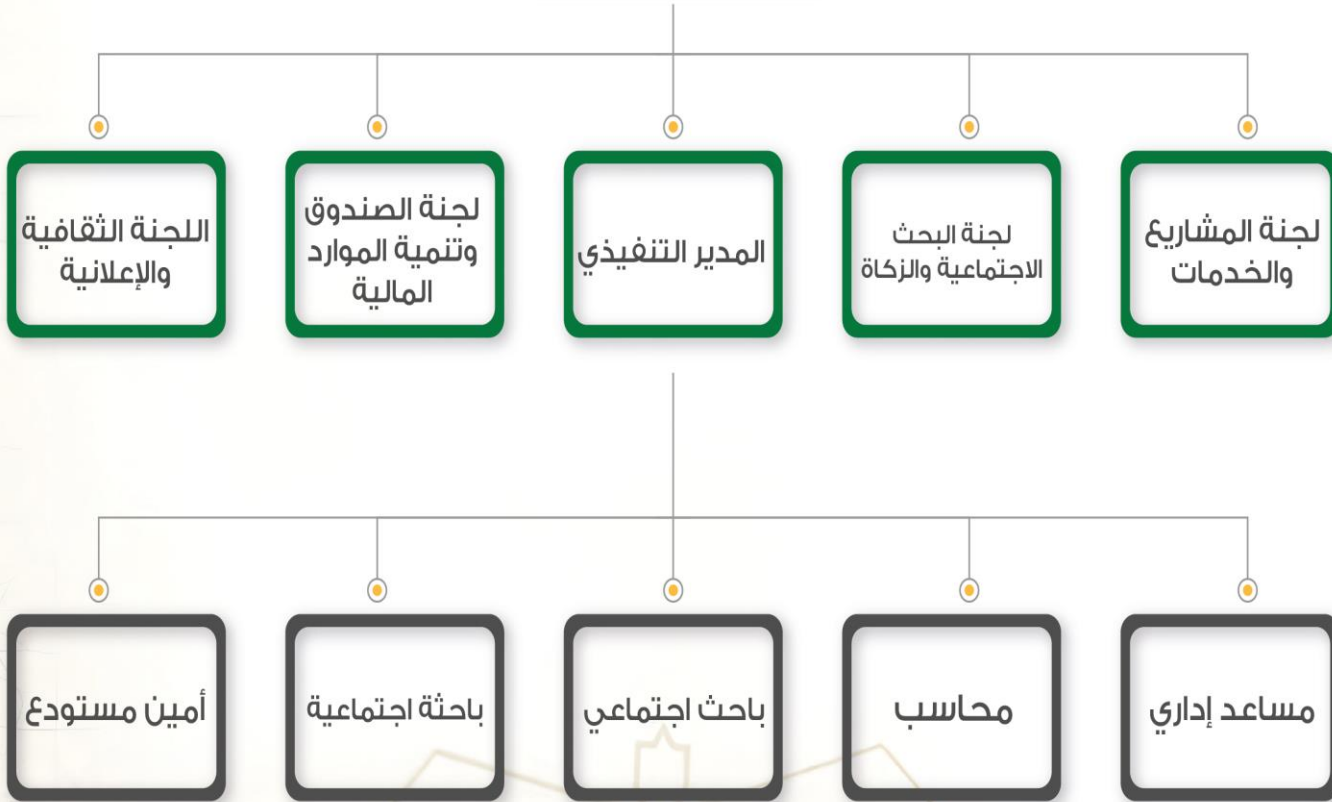 لجنة المشاريع
والخدمات
لجنة البحث
الاجتماعية والزكاة
المدير التنفيذي
لجنة الصندوق
وتنمية الموارد
المالية
اللجنة الثقافية
والإعلانية
مساعد إداري
محاسب
باحث اجتماعي
باحثة اجتماعية
أمين مستودع